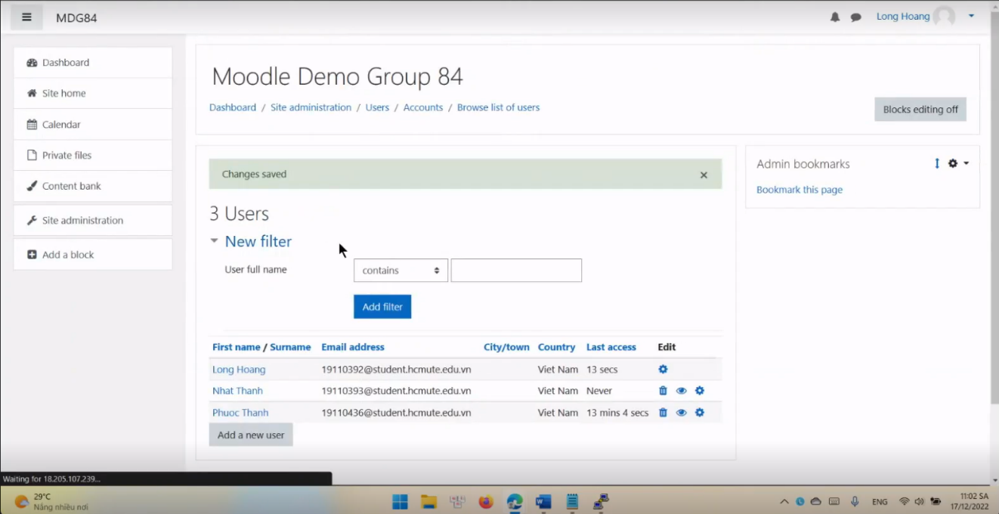 MDG84
Long Hoang
Dashboard
Site home
Calendar
Private files
Content bank
Site administration
Add a block
Moodle Demo Group 84
Dashboard / Site administration / Users / Accounts / Browse list of users
Blocks editing off
Changes saved
3 Users
New filter
User full name
contains
Add filter
First name / Surname Email address City/town Country Last access Edit
Long Hoang 19110392@student.hcmute.edu.vn Viet Nam 13 secs
Nhat Thanh 19110393@student.hcmute.edu.vn Viet Nam Never
Phuoc Thanh 19110436@student.hcmute.edu.vn Viet Nam 13 mins 4 secs
Add a new user
Admin bookmarks
Bookmark this page
Waiting for 18.205.107.239...
29°C
Nắng nhiều nơi
ENG
11:02 SA
17/12/2022